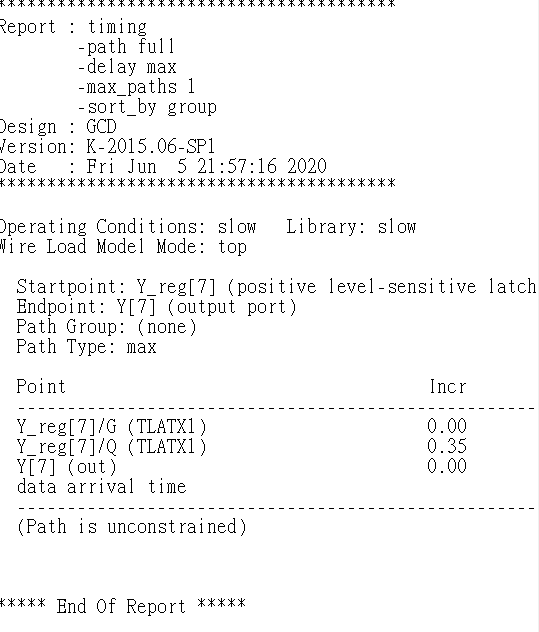 ****************************************
Report : timing
-path full
-delay max
-max_paths 1
-sort_by group
Design : GCD
Version: K-2015.06-SP1
Date : Fri Jun 5 21:57:16 2020
****************************************
Operating Conditions: slow Library: slow
Wire Load Model Mode: top
Startpoint: Y_reg[7] (positive level-sensitive latch
Endpoint: Y[7] (output port)
Path Group: (none)
Path Type: max
Point Incr
-----------------------------------------------------
Y_reg[7]/G (TLATX1) 0.00
Y_reg[7]/Q (TLATX1) 0.35
Y[7] (out) 0.00
data arrival time
-----------------------------------------------------
(Path is unconstrained)
***** End Of Report *****